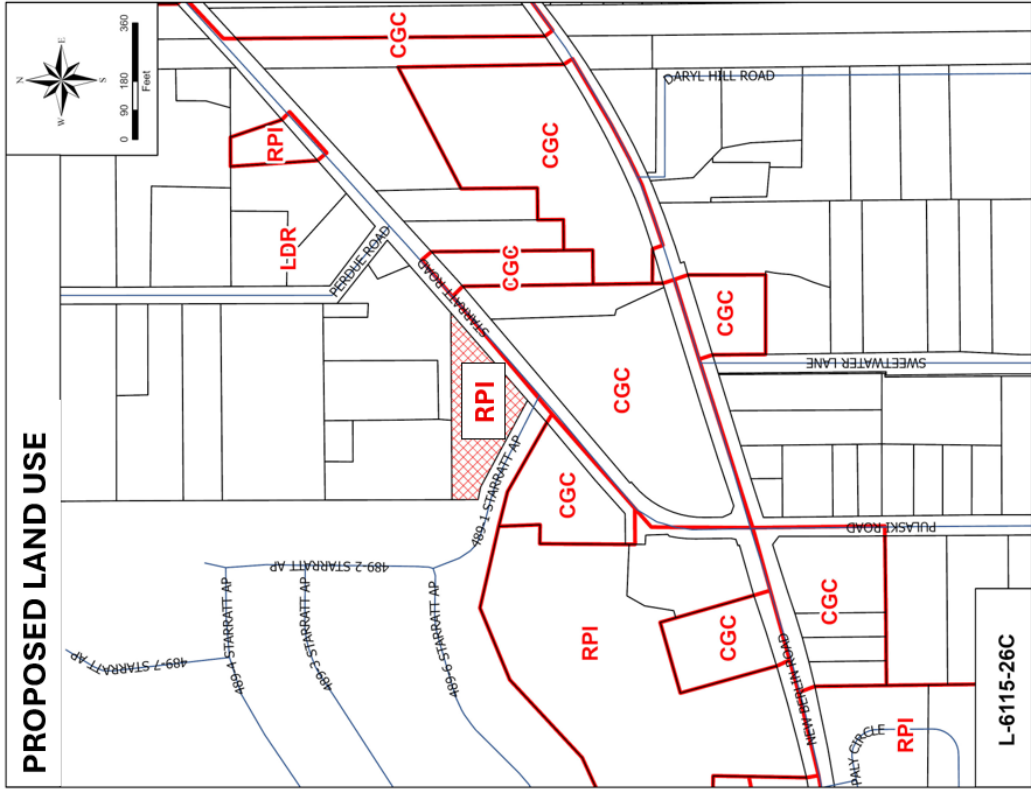 PROPOSED LAND USE
N
E
S
W
0 90 180 360
Feet
CGC
RPI
LDR
PERDUE ROAD
STARRATT ROAD
CGC
ARYL HILL ROAD
CGC
RPI
CGC
CGC
SWEETWATER LANE
489-1 STARRATT AP
CGC
489-2 STARRATT AP
489-7 STARRATT AP
489-4 STARRATT AP
489-3 STARRATT AP
489-6 STARRATT AP
RPI
CGC
PULASKI ROAD
CGC
NEW BERLIN ROAD
PALY CIRCLE
RPI
L-6115-26C